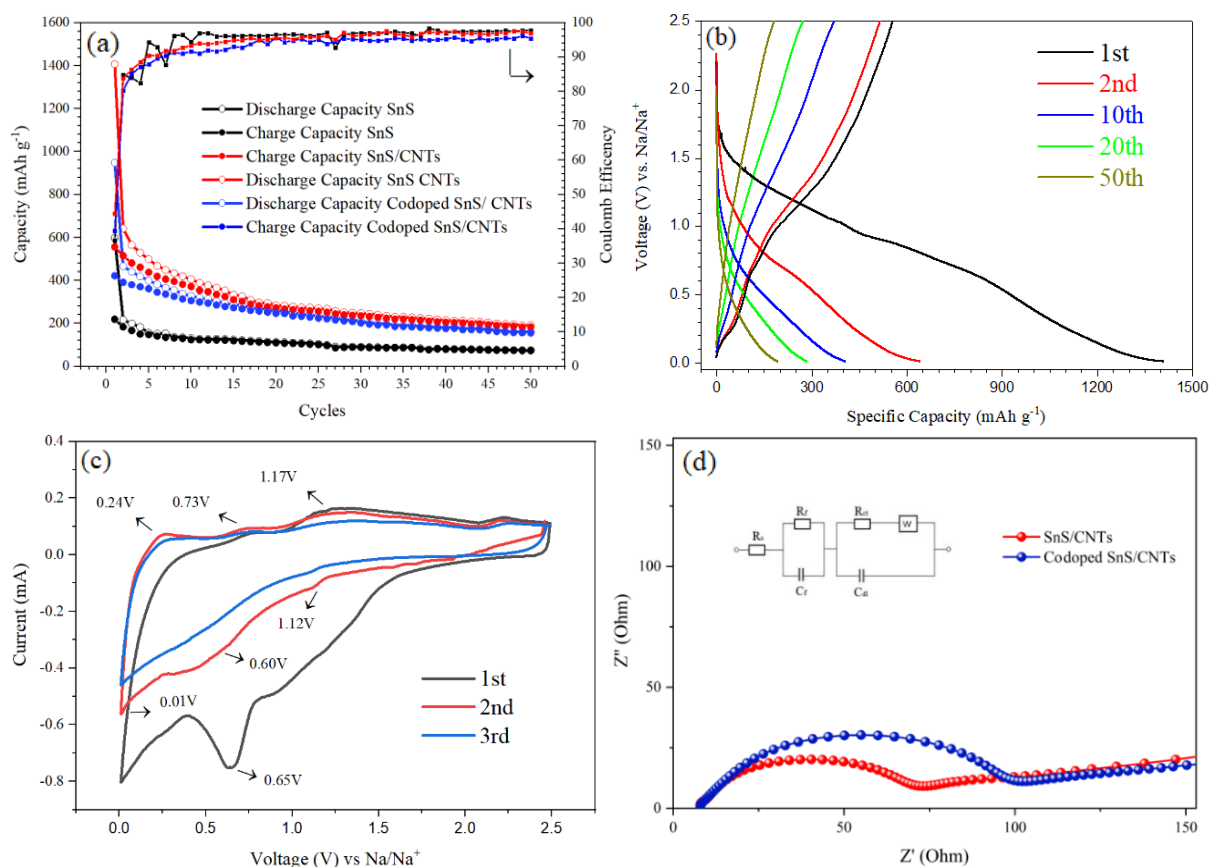 (a)
Capacity (mAh g⁻¹)
1600
1400
1200
1000
800
600
400
200
0
Discharge Capacity SnS
Charge Capacity SnS
Charge Capacity SnS/CNTs
Discharge Capacity SnS CNTs
Discharge Capacity Codoped SnS/ CNTs
Charge Capacity Codoped SnS/CNTs
0 5 10 15 20 25 30 35 40 45 50
Cycles
100
90
80
70
60
50
40
30
20
10
0
Coulomb Efficency
(b)
Voltage (V) vs. Na/Na⁺
2.5
2.0
1.5
1.0
0.5
0.0
1st
2nd
10th
20th
50th
0 300 600 900 1200 1500
Specific Capacity (mAh g⁻¹)
(c)
Current (mA)
0.4
0.2
0.0
-0.2
-0.4
-0.6
-0.8
0.24V
0.73V
1.17V
1.12V
0.60V
0.01V
0.65V
1st
2nd
3rd
0.0 0.5 1.0 1.5 2.0 2.5
Voltage (V) vs Na/Na⁺
(d)
Z'' (Ohm)
150
100
50
0
Rs
Rf
Cf
Rct
W
Cdl
SnS/CNTs
Codoped SnS/CNTs
0 50 100 150
Z' (Ohm)